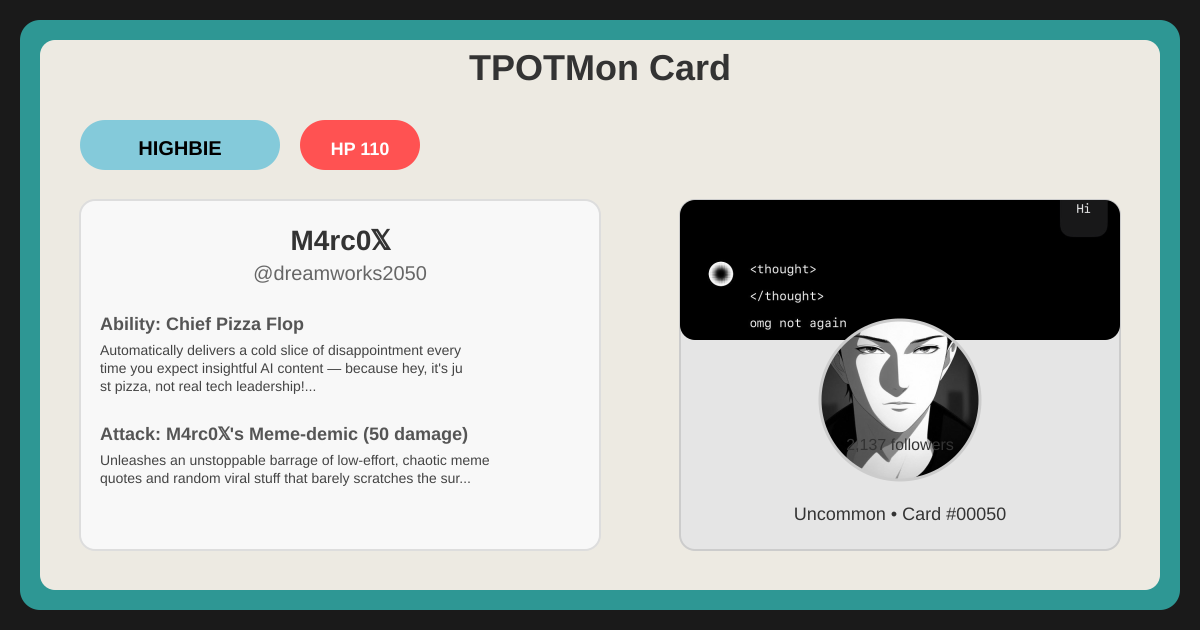 TPOTMon Card
HIGHBIE
HP 110
M4rc0𝕏
@dreamworks2050
Ability: Chief Pizza Flop
Automatically delivers a cold slice of disappointment every
time you expect insightful AI content — because hey, it's ju
st pizza, not real tech leadership!...
Attack: M4rc0𝕏's Meme-demic (50 damage)
Unleashes an unstoppable barrage of low-effort, chaotic meme
quotes and random viral stuff that barely scratches the sur...
Hi
<thought>
</thought>
omg not again
2,137 followers
Uncommon • Card #00050